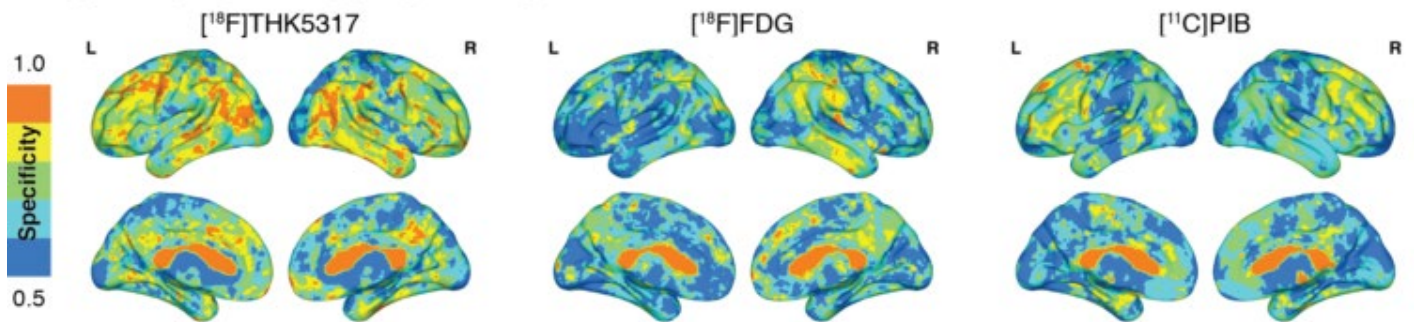 [¹⁸F]THK5317
[¹⁸F]FDG
[¹¹C]PIB
L
R
L
R
L
R
1.0
Specificity
0.5